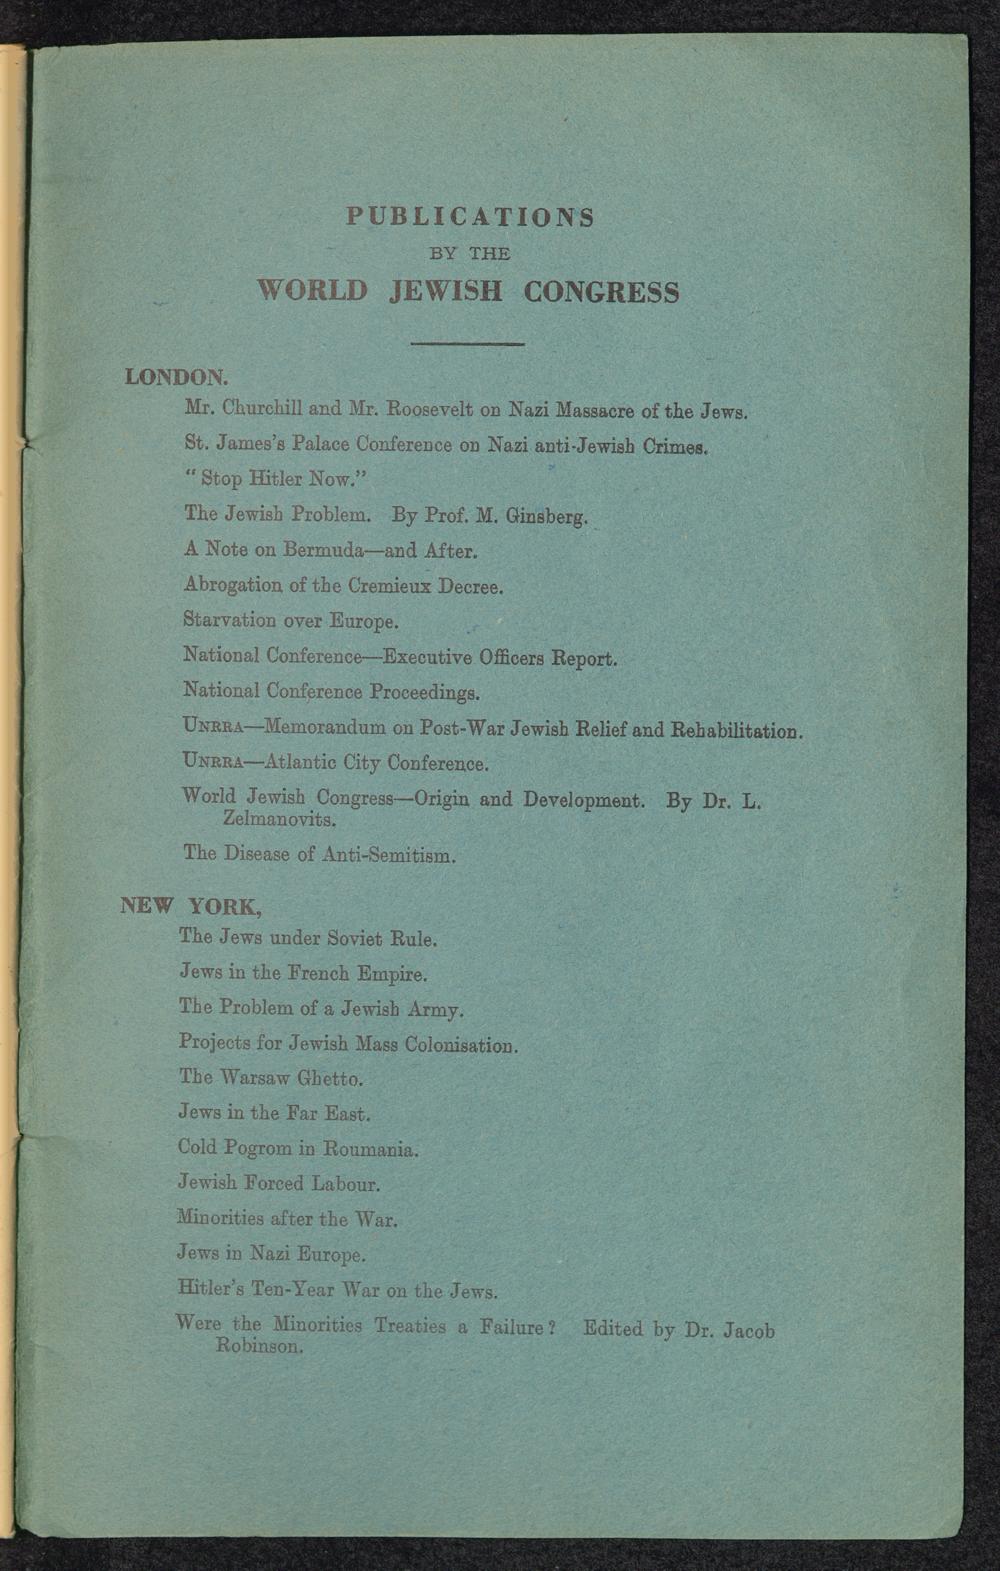 PUBLICATIONS
BY THE
WORLD JEWISH CONGRESS
LONDON.
Mr. Churchill and Mr. Roosevelt on Nazi Massacre of the Jews.
St. James's Palace Conference on Nazi anti-Jewish Crimes.
" Stop Hitler Now."
The Jewish Problem. By Prof. M. Ginsberg.
A Note on Bermuda—and After.
Abrogation of the Cremieux Decree.
Starvation over Europe.
National Conference—Executive Officers Report.
National Conference Proceedings.
UNRRA—Memorandum on Post-War Jewish Relief and Rehabilitation.
UNRRA—Atlantic City Conference.
World Jewish Congress—Origin and Development. By Dr. L.
Zelmanovits.
The Disease of Anti-Semitism.
NEW YORK,
The Jews under Soviet Rule.
Jews in the French Empire.
The Problem of a Jewish Army.
Projects for Jewish Mass Colonisation.
The Warsaw Ghetto.
Jews in the Far East.
Cold Pogrom in Roumania.
Jewish Forced Labour.
Minorities after the War.
Jews in Nazi Europe.
Hitler's Ten-Year War on the Jews.
Were the Minorities Treaties a Failure ? Edited by Dr. Jacob
Robinson.